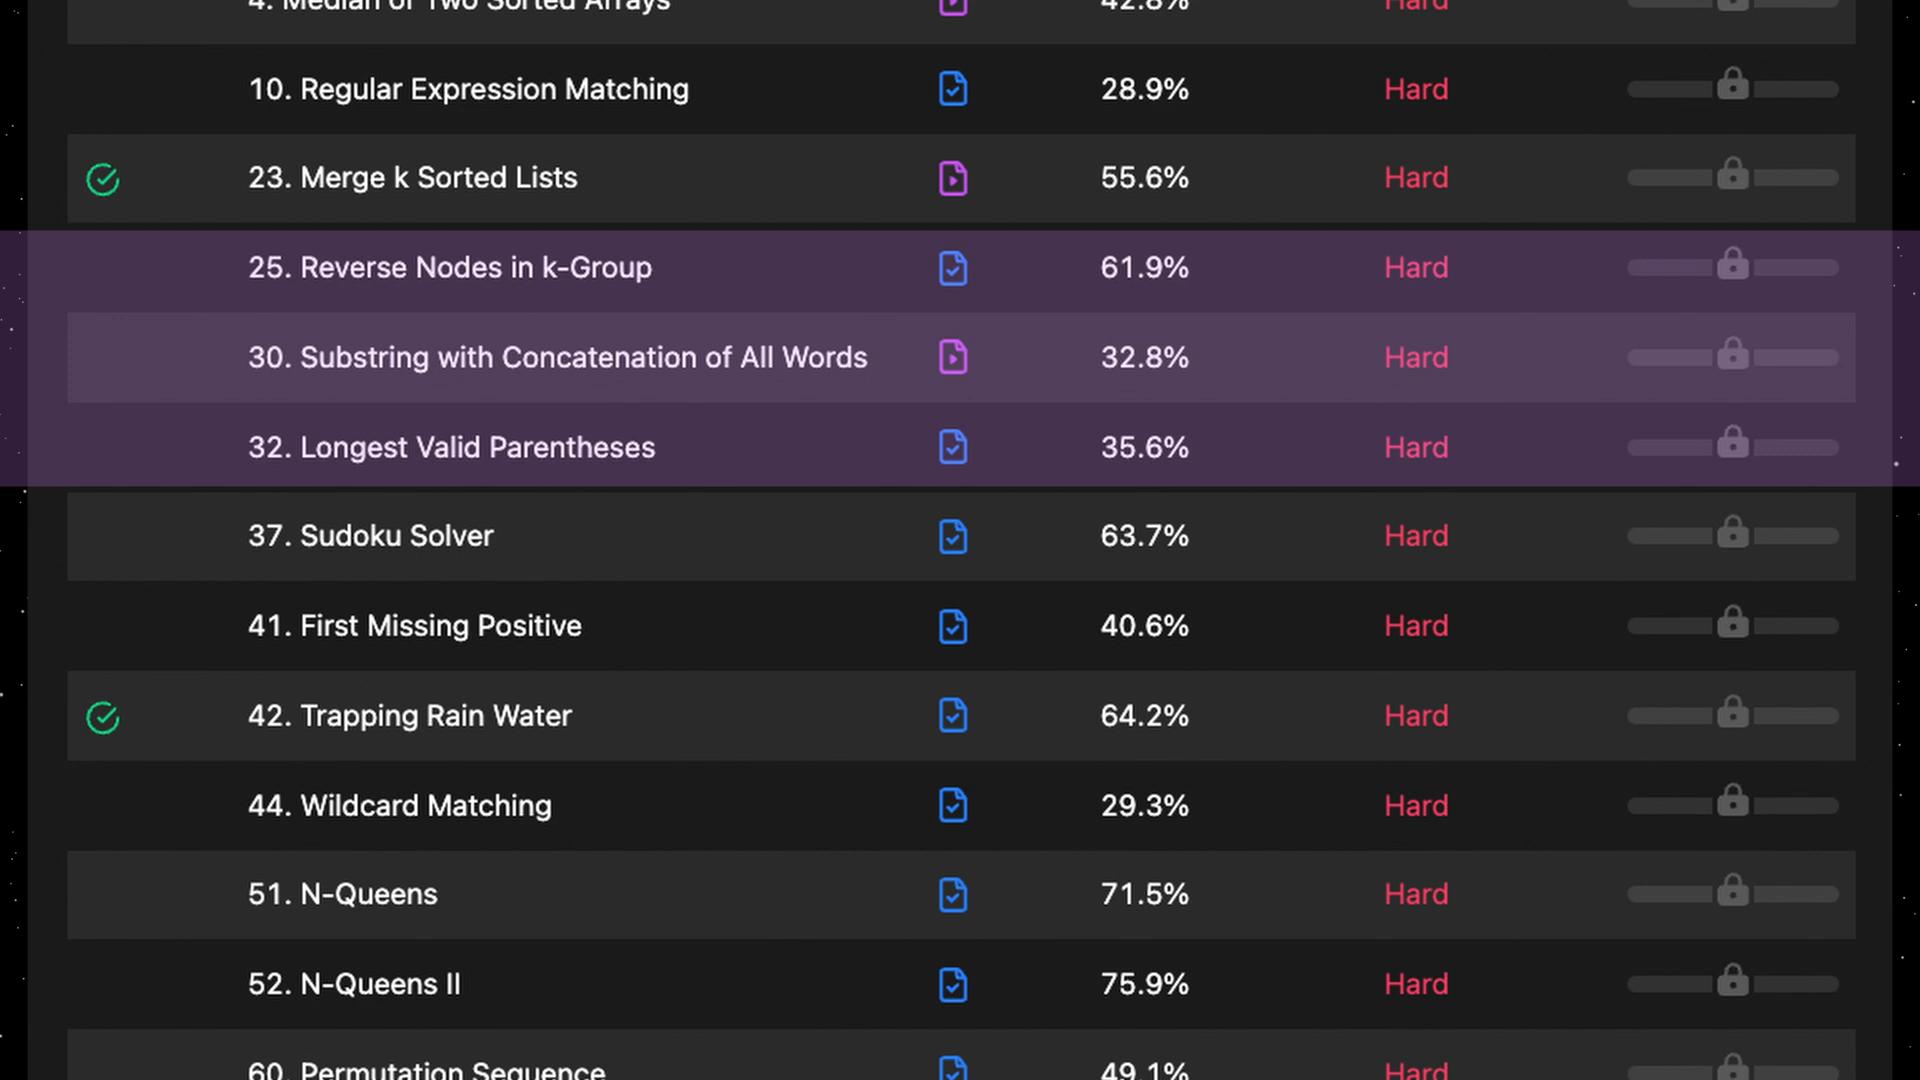 4. Median of Two Sorted Arrays 42.8% Hard
10. Regular Expression Matching 28.9% Hard
23. Merge k Sorted Lists 55.6% Hard
25. Reverse Nodes in k-Group 61.9% Hard
30. Substring with Concatenation of All Words 32.8% Hard
32. Longest Valid Parentheses 35.6% Hard
37. Sudoku Solver 63.7% Hard
41. First Missing Positive 40.6% Hard
42. Trapping Rain Water 64.2% Hard
44. Wildcard Matching 29.3% Hard
51. N-Queens 71.5% Hard
52. N-Queens II 75.9% Hard
60. Permutation Sequence 49.1% Hard